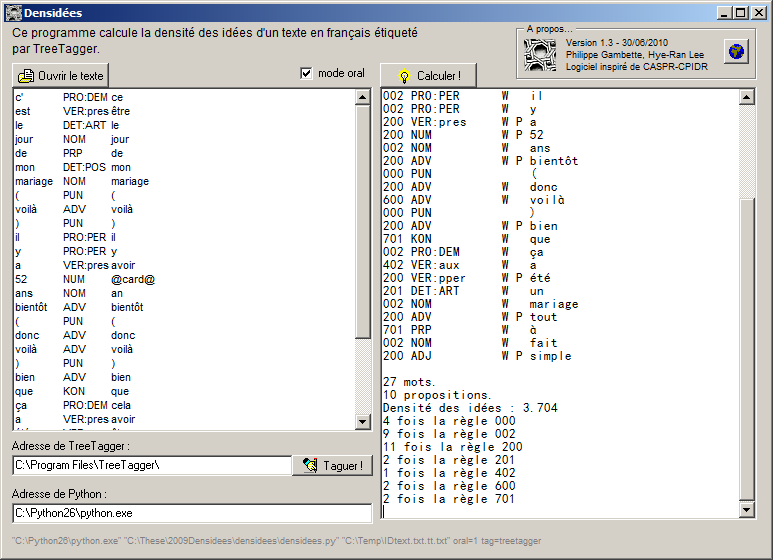 Densidées
Ce programme calcule la densité des idées d'un texte en français étiqueté
par TreeTagger.
A propos...
Version 1.3 - 30/06/2010
Philippe Gambette, Hye-Ran Lee
Logiciel inspiré de CASPR-CPIDR
Ouvrir le texte
mode oral
Calculer !
c' PRO:DEM ce
est VER:pres être
le DET:ART le
jour NOM jour
de PRP de
mon DET:POS mon
mariage NOM mariage
( PUN (
voilà ADV voilà
) PUN )
il PRO:PER il
y PRO:PER y
a VER:pres avoir
52 NUM @card@
ans NOM an
bientôt ADV bientôt
( PUN (
donc ADV donc
voilà ADV voilà
) PUN )
bien ADV bien
que KON que
ça PRO:DEM cela
a VER:pres avoir
Adresse de TreeTagger :
C:\Program Files\TreeTagger\
Taguer !
Adresse de Python :
C:\Python26\python.exe
002 PRO:PER W il
002 PRO:PER W y
200 VER:pres W P a
200 NUM W P 52
002 NOM W ans
200 ADV W P bientôt
000 PUN (
200 ADV W donc
600 ADV W voilà
000 PUN )
200 ADV W P bien
701 KON W que
002 PRO:DEM W ça
402 VER:aux W a
200 VER:pper W P été
201 DET:ART W un
002 NOM W mariage
200 ADV W P tout
701 PRP W à
002 NOM W fait
200 ADJ W P simple
27 mots.
10 propositions.
Densité des idées : 3.704
4 fois la règle 000
9 fois la règle 002
11 fois la règle 200
2 fois la règle 201
1 fois la règle 402
2 fois la règle 600
2 fois la règle 701
"C:\Python26\python.exe" "C:\These\2009Densidees\densidees\densidees.py" "C:\Temp\IDtext.txt.tt.txt" oral=1 tag=treetagger